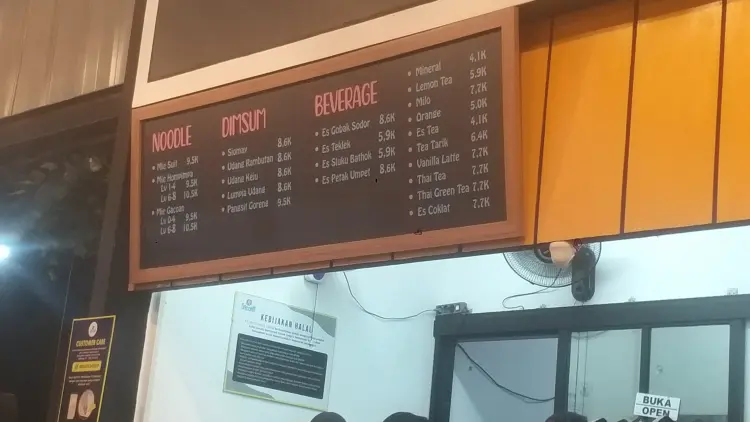 NOODLE
• Mie Suit 9.5K
• Mie Hompimpa
Lv 1-4 9.5K
Lv 6-8 10.5K
• Mie Gacoan
Lv 0-4 9.5K
Lv 6-8 10.5K
DIMSUM
• Siomay 8.6K
• Udang Rambutan 8.6K
• Udang Keju 8.6K
• Lumpia Udang 8.6K
• Pangsit Goreng 9.5K
BEVERAGE
• Es Gobak Sodor 8.6K
• Es Teklek 5.9K
• Es Sluku Bathok 5.9K
• Es Petak Umpet 8.6K
• Mineral 4.1K
• Lemon Tea 5.9K
• Milo 7.7K
• Orange 5.0K
• Es Tea 4.1K
• Tea Tarik 6.4K
• Vanilla Latte 7.7K
• Thai Tea 7.7K
• Thai Green Tea 7.7K
• Es Coklat 7.7K
KEBIJAKAN HALAL
CUSTOMER CARE
BUKA
OPEN